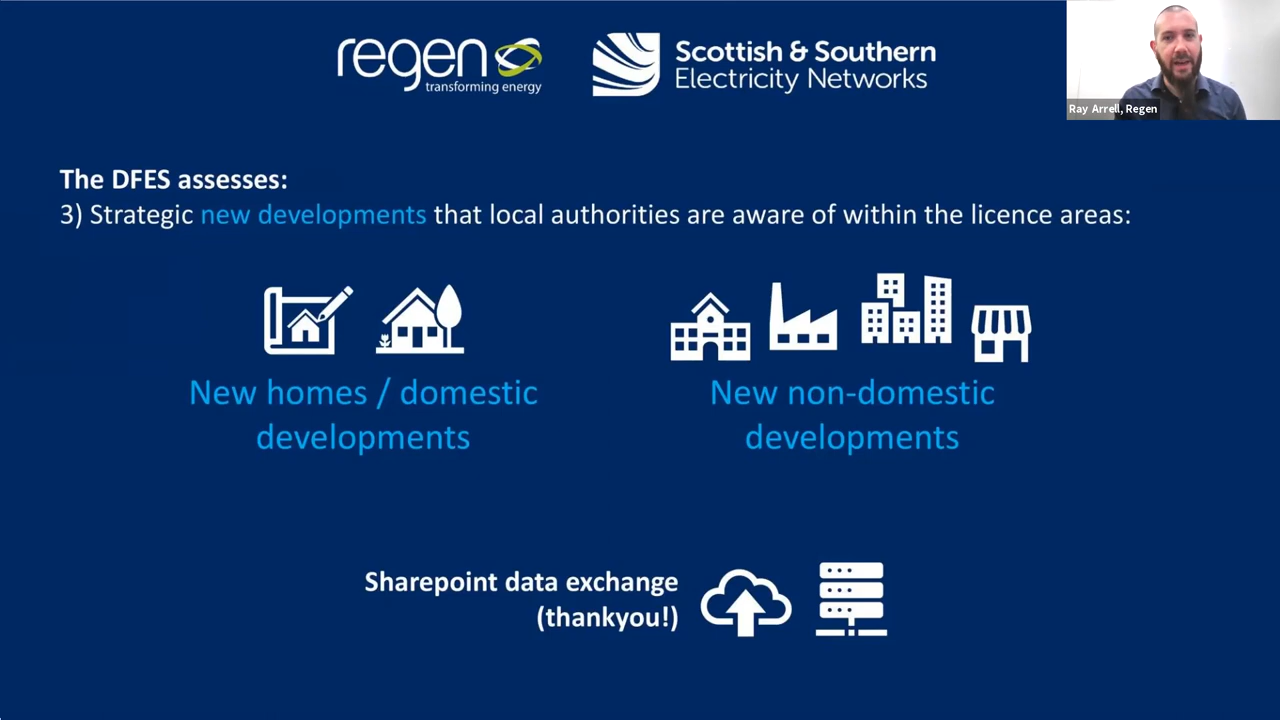 regen
transforming energy
Scottish & Southern
Electricity Networks
Ray Arrell, Regen
The DFES assesses:
3) Strategic new developments that local authorities are aware of within the licence areas:
New homes / domestic
developments
New non-domestic
developments
Sharepoint data exchange
(thankyou!)